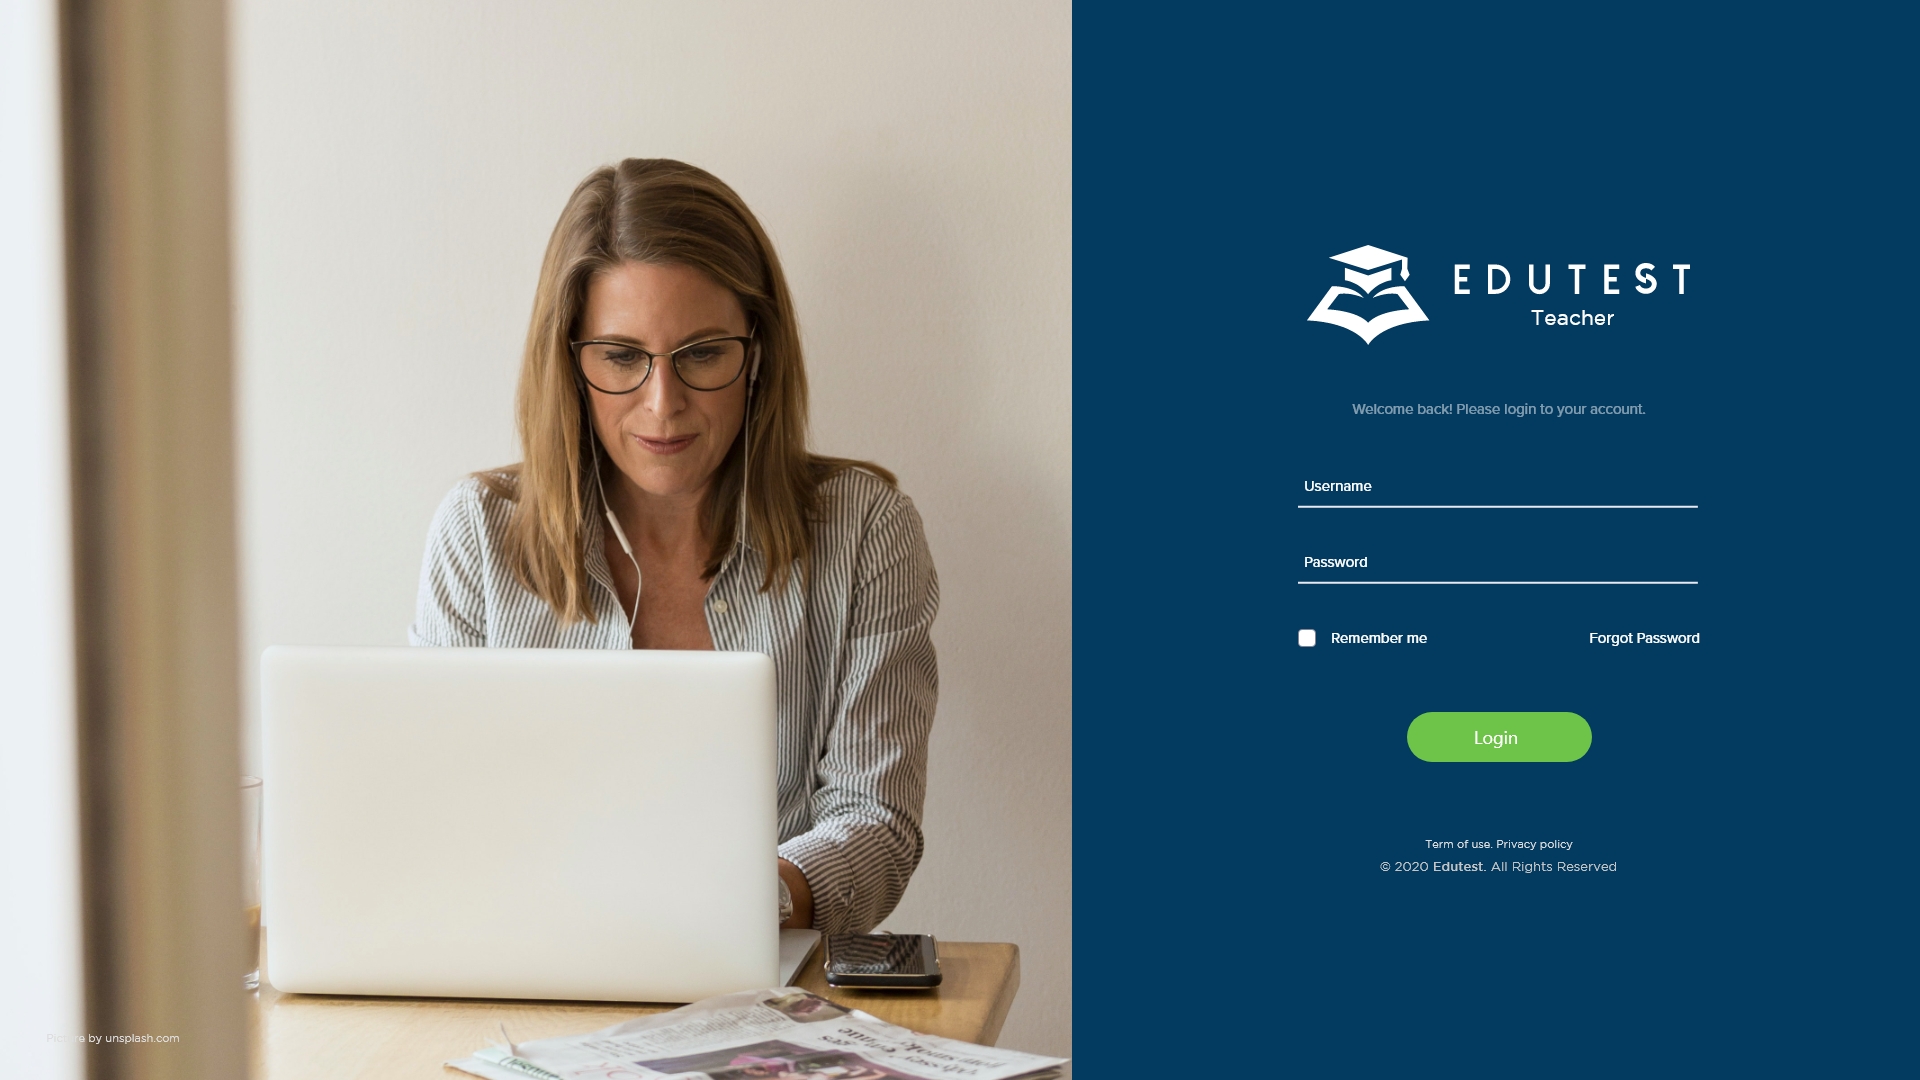 EDUTEST
Teacher
Welcome back! Please login to your account.
Username
Password
Remember me
Forgot Password
Login
Term of use. Privacy policy
© 2020 Edutest. All Rights Reserved
Picture by unsplash.com